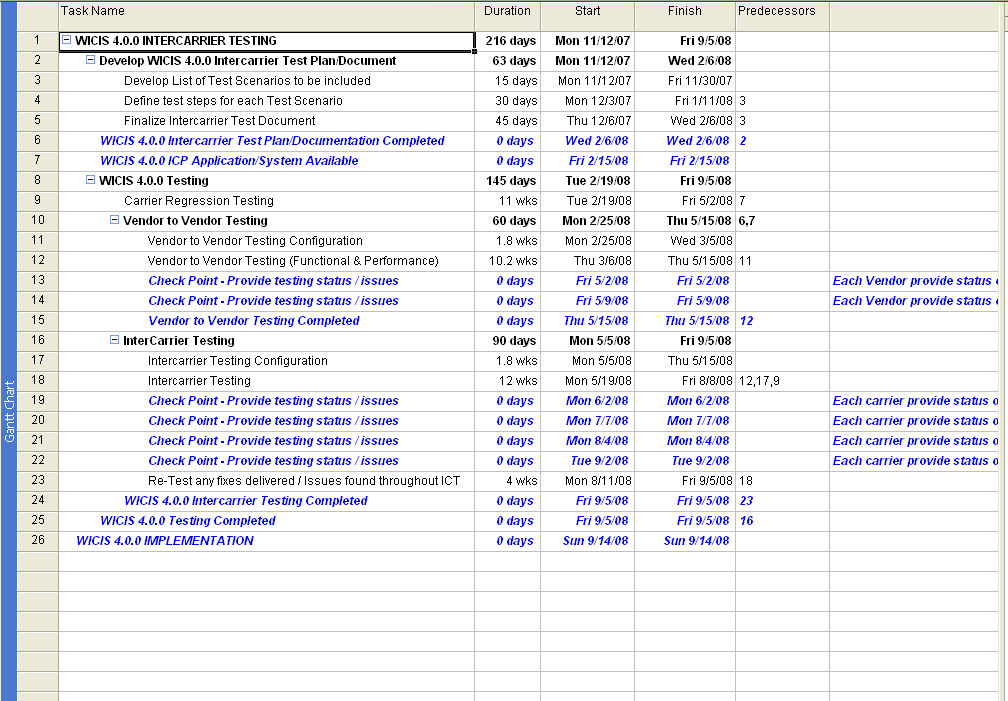 Task Name Duration Start Finish Predecessors
1 WICIS 4.0.0 INTERCARRIER TESTING 216 days Mon 11/12/07 Fri 9/5/08
2 Develop WICIS 4.0.0 Intercarrier Test Plan/Document 63 days Mon 11/12/07 Wed 2/6/08
3 Develop List of Test Scenarios to be included 15 days Mon 11/12/07 Fri 11/30/07
4 Define test steps for each Test Scenario 30 days Mon 12/3/07 Fri 1/11/08 3
5 Finalize Intercarrier Test Document 45 days Thu 12/6/07 Wed 2/6/08 3
6 WICIS 4.0.0 Intercarrier Test Plan/Documentation Completed 0 days Wed 2/6/08 Wed 2/6/08 2
7 WICIS 4.0.0 ICP Application/System Available 0 days Fri 2/15/08 Fri 2/15/08
8 WICIS 4.0.0 Testing 145 days Tue 2/19/08 Fri 9/5/08
9 Carrier Regression Testing 11 wks Tue 2/19/08 Fri 5/2/08 7
10 Vendor to Vendor Testing 60 days Mon 2/25/08 Thu 5/15/08 6,7
11 Vendor to Vendor Testing Configuration 1.8 wks Mon 2/25/08 Wed 3/5/08
12 Vendor to Vendor Testing (Functional & Performance) 10.2 wks Thu 3/6/08 Thu 5/15/08 11
13 Check Point - Provide testing status / issues 0 days Fri 5/2/08 Fri 5/2/08 Each Vendor provide status
14 Check Point - Provide testing status / issues 0 days Fri 5/9/08 Fri 5/9/08 Each Vendor provide status
15 Vendor to Vendor Testing Completed 0 days Thu 5/15/08 Thu 5/15/08 12
16 InterCarrier Testing 90 days Mon 5/5/08 Fri 9/5/08
17 Intercarrier Testing Configuration 1.8 wks Mon 5/5/08 Thu 5/15/08
18 Intercarrier Testing 12 wks Mon 5/19/08 Fri 8/8/08 12,17,9
19 Check Point - Provide testing status / issues 0 days Mon 6/2/08 Mon 6/2/08 Each carrier provide status o
20 Check Point - Provide testing status / issues 0 days Mon 7/7/08 Mon 7/7/08 Each carrier provide status o
21 Check Point - Provide testing status / issues 0 days Mon 8/4/08 Mon 8/4/08 Each carrier provide status o
22 Check Point - Provide testing status / issues 0 days Tue 9/2/08 Tue 9/2/08 Each carrier provide status o
23 Re-Test any fixes delivered / Issues found throughout ICT 4 wks Mon 8/11/08 Fri 9/5/08 18
24 WICIS 4.0.0 Intercarrier Testing Completed 0 days Fri 9/5/08 Fri 9/5/08 23
25 WICIS 4.0.0 Testing Completed 0 days Fri 9/5/08 Fri 9/5/08 16
26 WICIS 4.0.0 IMPLEMENTATION 0 days Sun 9/14/08 Sun 9/14/08
Gantt Chart